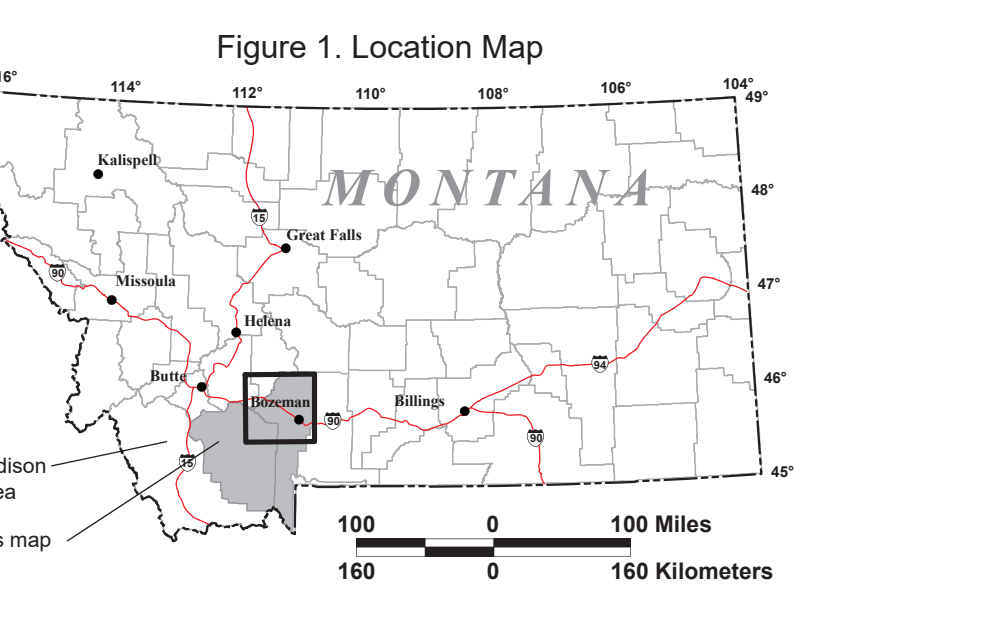 Figure 1. Location Map
16°
114°
112°
110°
108°
106°
104°
49°
Kalispell
MONTANA
48°
15
Great Falls
90
Missoula
47°
Helena
94
Butte
46°
Bozeman
Billings
90
90
dison
15
45°
ea
s map
100 0 100 Miles
160 0 160 Kilometers